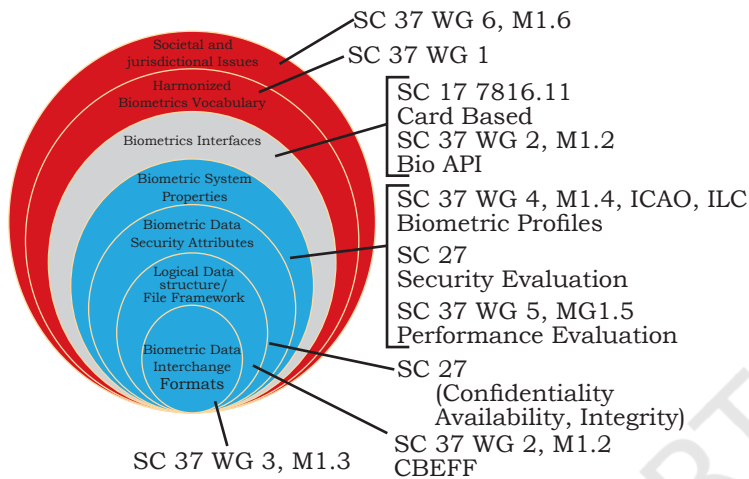 Societal and
jurisdictional Issues
Harmonized
Biometrics Vocabulary
Biometrics Interfaces
Biometric System
Properties
Biometric Data
Security Attributes
Logical Data
structure/
File Framework
Biometric Data
Interchange
Formats
SC 37 WG 6, M1.6
SC 37 WG 1
SC 17 7816.11
Card Based
SC 37 WG 2, M1.2
Bio API
SC 37 WG 4, M1.4, ICAO, ILC
Biometric Profiles
SC 27
Security Evaluation
SC 37 WG 5, MG1.5
Performance Evaluation
SC 27
(Confidentiality
Availability, Integrity)
SC 37 WG 2, M1.2
CBEFF
SC 37 WG 3, M1.3